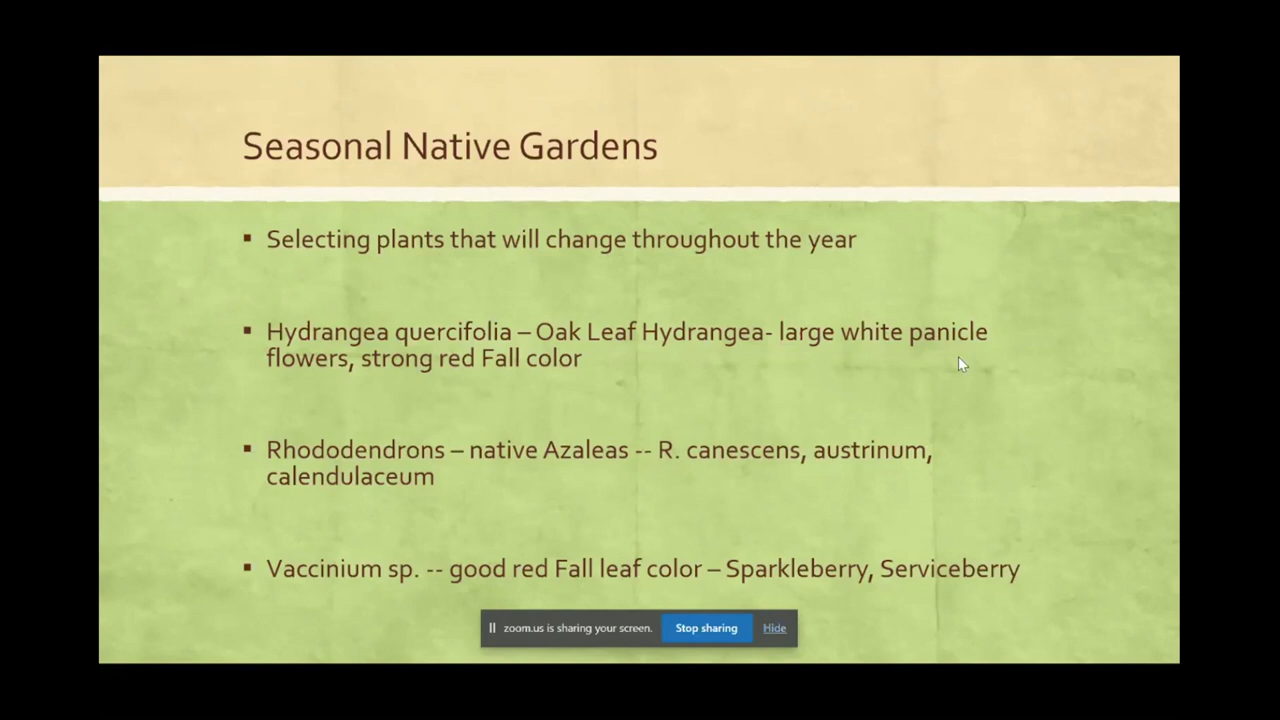 Seasonal Native Gardens
▪ Selecting plants that will change throughout the year
▪ Hydrangea quercifolia – Oak Leaf Hydrangea- large white panicle
flowers, strong red Fall color
▪ Rhododendrons – native Azaleas -- R. canescens, austrinum,
calendulaceum
▪ Vaccinium sp. -- good red Fall leaf color – Sparkleberry, Serviceberry
zoom.us is sharing your screen. Stop sharing Hide